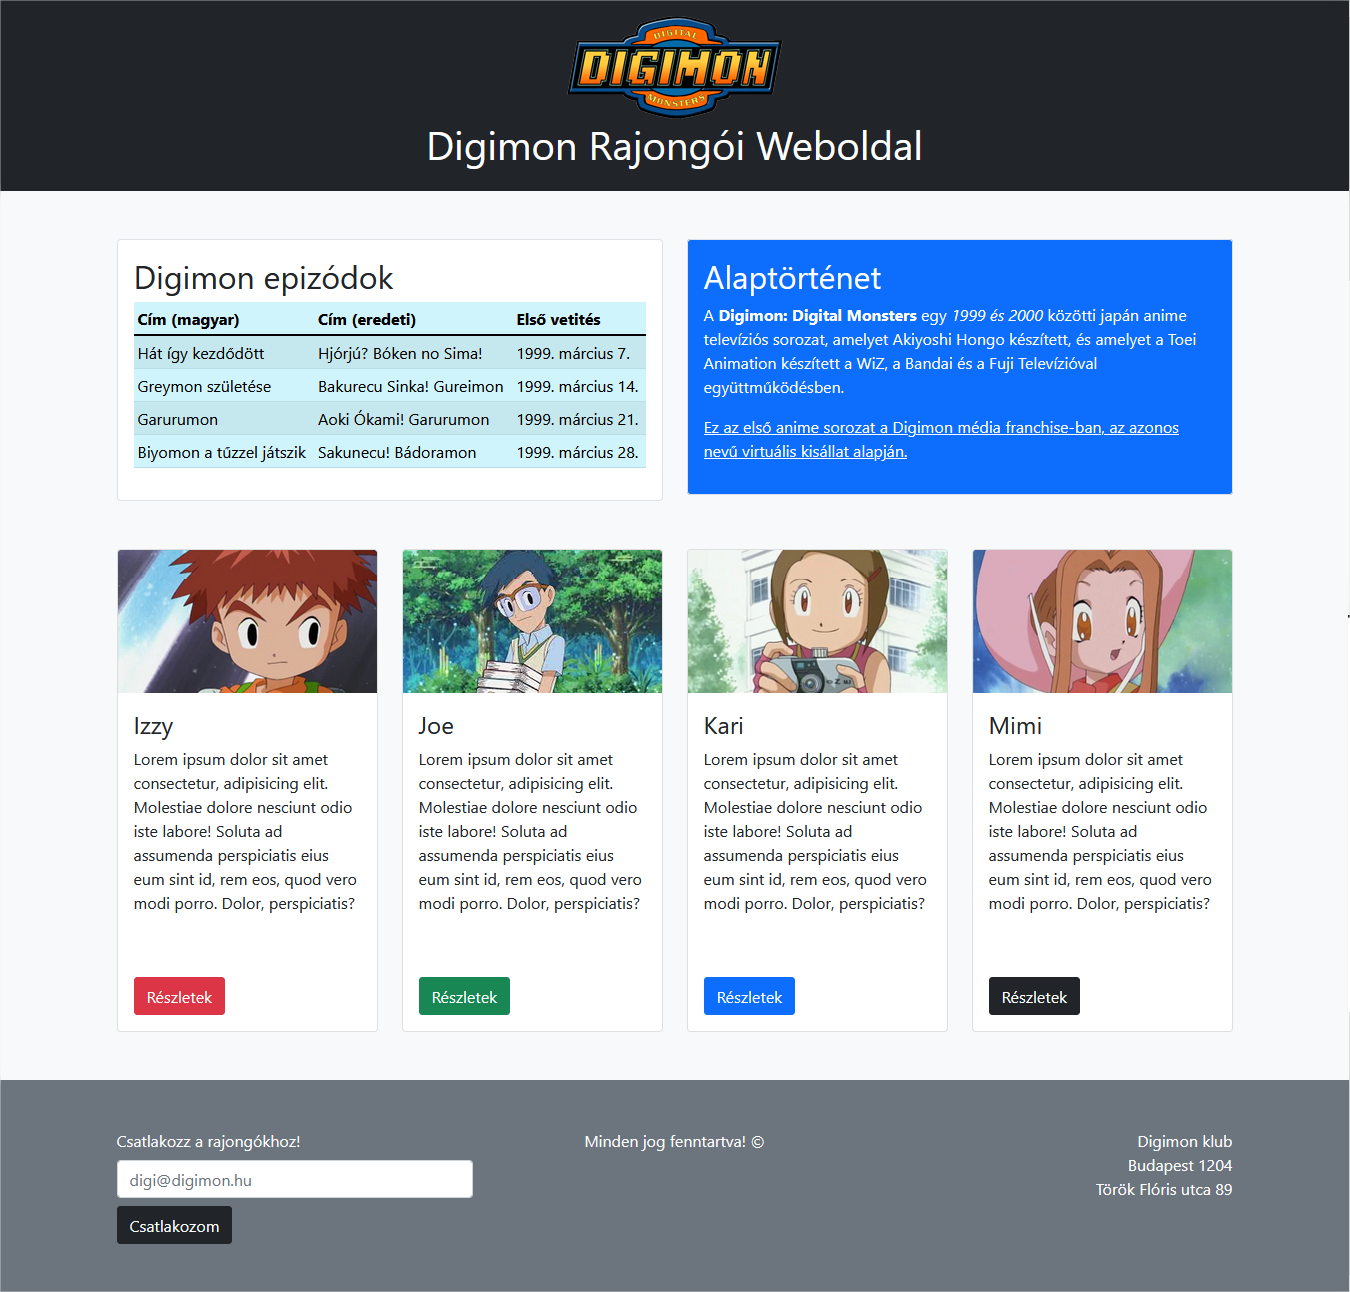 DIGITAL
DIGIMON
MONSTERS
Digimon Rajongói Weboldal
Digimon epizódok
Cím (magyar) Cím (eredeti) Első vetítés
Hát így kezdődött Hjórjú? Bóken no Sima! 1999. március 7.
Greymon születése Bakurecu Sinka! Gureimon 1999. március 14.
Garurumon Aoki Ókami! Garurumon 1999. március 21.
Biyomon a tűzzel játszik Sakunecu! Bádoramon 1999. március 28.
Alaptörténet
A Digimon: Digital Monsters egy 1999 és 2000 közötti japán anime
televíziós sorozat, amelyet Akiyoshi Hongo készített, és amelyet a Toei
Animation készített a WiZ, a Bandai és a Fuji Televízióval
együttműködésben.
Ez az első anime sorozat a Digimon média franchise-ban, az azonos
nevű virtuális kisállat alapján.
Izzy
Lorem ipsum dolor sit amet
consectetur, adipisicing elit.
Molestiae dolore nesciunt odio
iste labore! Soluta ad
assumenda perspiciatis eius
eum sint id, rem eos, quod vero
modi porro. Dolor, perspiciatis?
Részletek
Joe
Lorem ipsum dolor sit amet
consectetur, adipisicing elit.
Molestiae dolore nesciunt odio
iste labore! Soluta ad
assumenda perspiciatis eius
eum sint id, rem eos, quod vero
modi porro. Dolor, perspiciatis?
Részletek
Kari
Lorem ipsum dolor sit amet
consectetur, adipisicing elit.
Molestiae dolore nesciunt odio
iste labore! Soluta ad
assumenda perspiciatis eius
eum sint id, rem eos, quod vero
modi porro. Dolor, perspiciatis?
Részletek
Mimi
Lorem ipsum dolor sit amet
consectetur, adipisicing elit.
Molestiae dolore nesciunt odio
iste labore! Soluta ad
assumenda perspiciatis eius
eum sint id, rem eos, quod vero
modi porro. Dolor, perspiciatis?
Részletek
Csatlakozz a rajongókhoz!
digi@digimon.hu
Csatlakozom
Minden jog fenntartva! ©
Digimon klub
Budapest 1204
Török Flóris utca 89